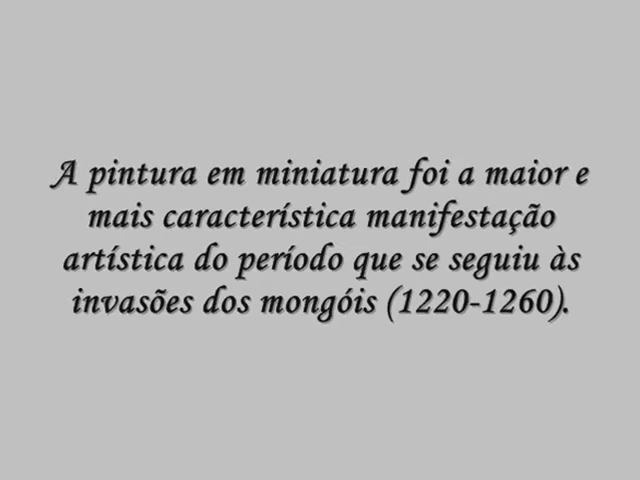 A pintura em miniatura foi a maior e
mais característica manifestação
artística do período que se seguiu às
invasões dos mongóis (1220-1260).